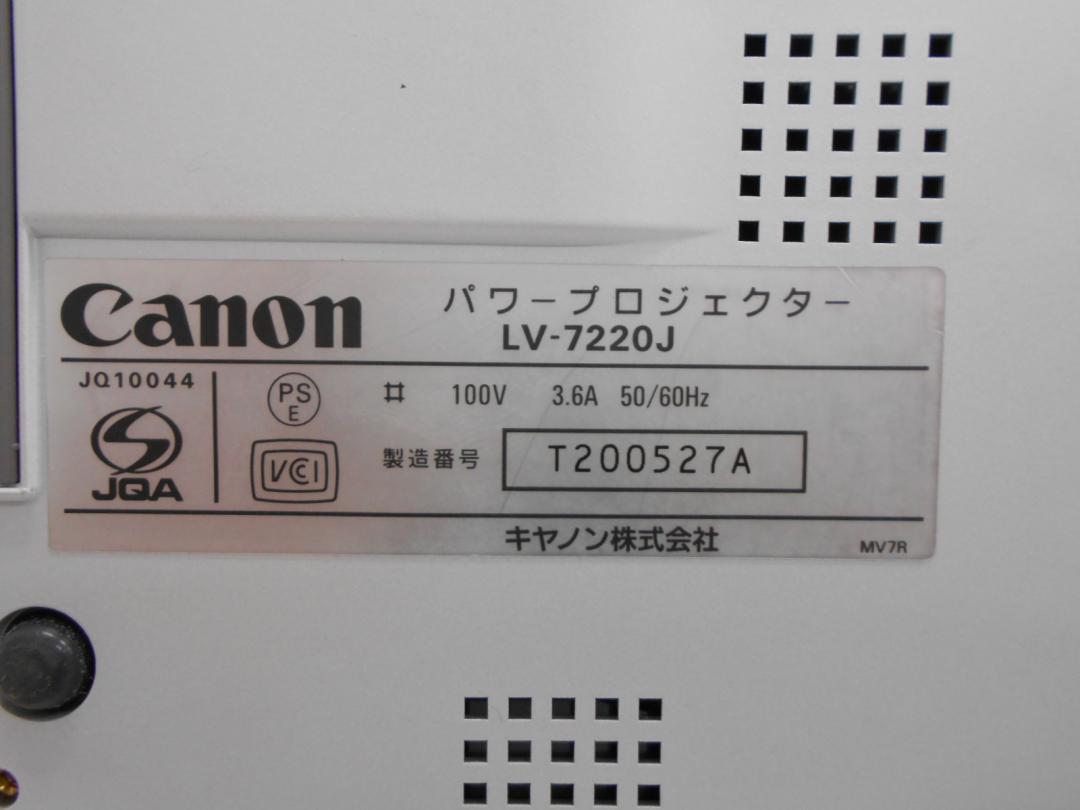 Canon
パワープロジェクター
LV-7220J
JQ10044
JQA
PS
E
VCCI
100V 3.6A 50/60Hz
製造番号 T200527A
キヤノン株式会社
MV7R